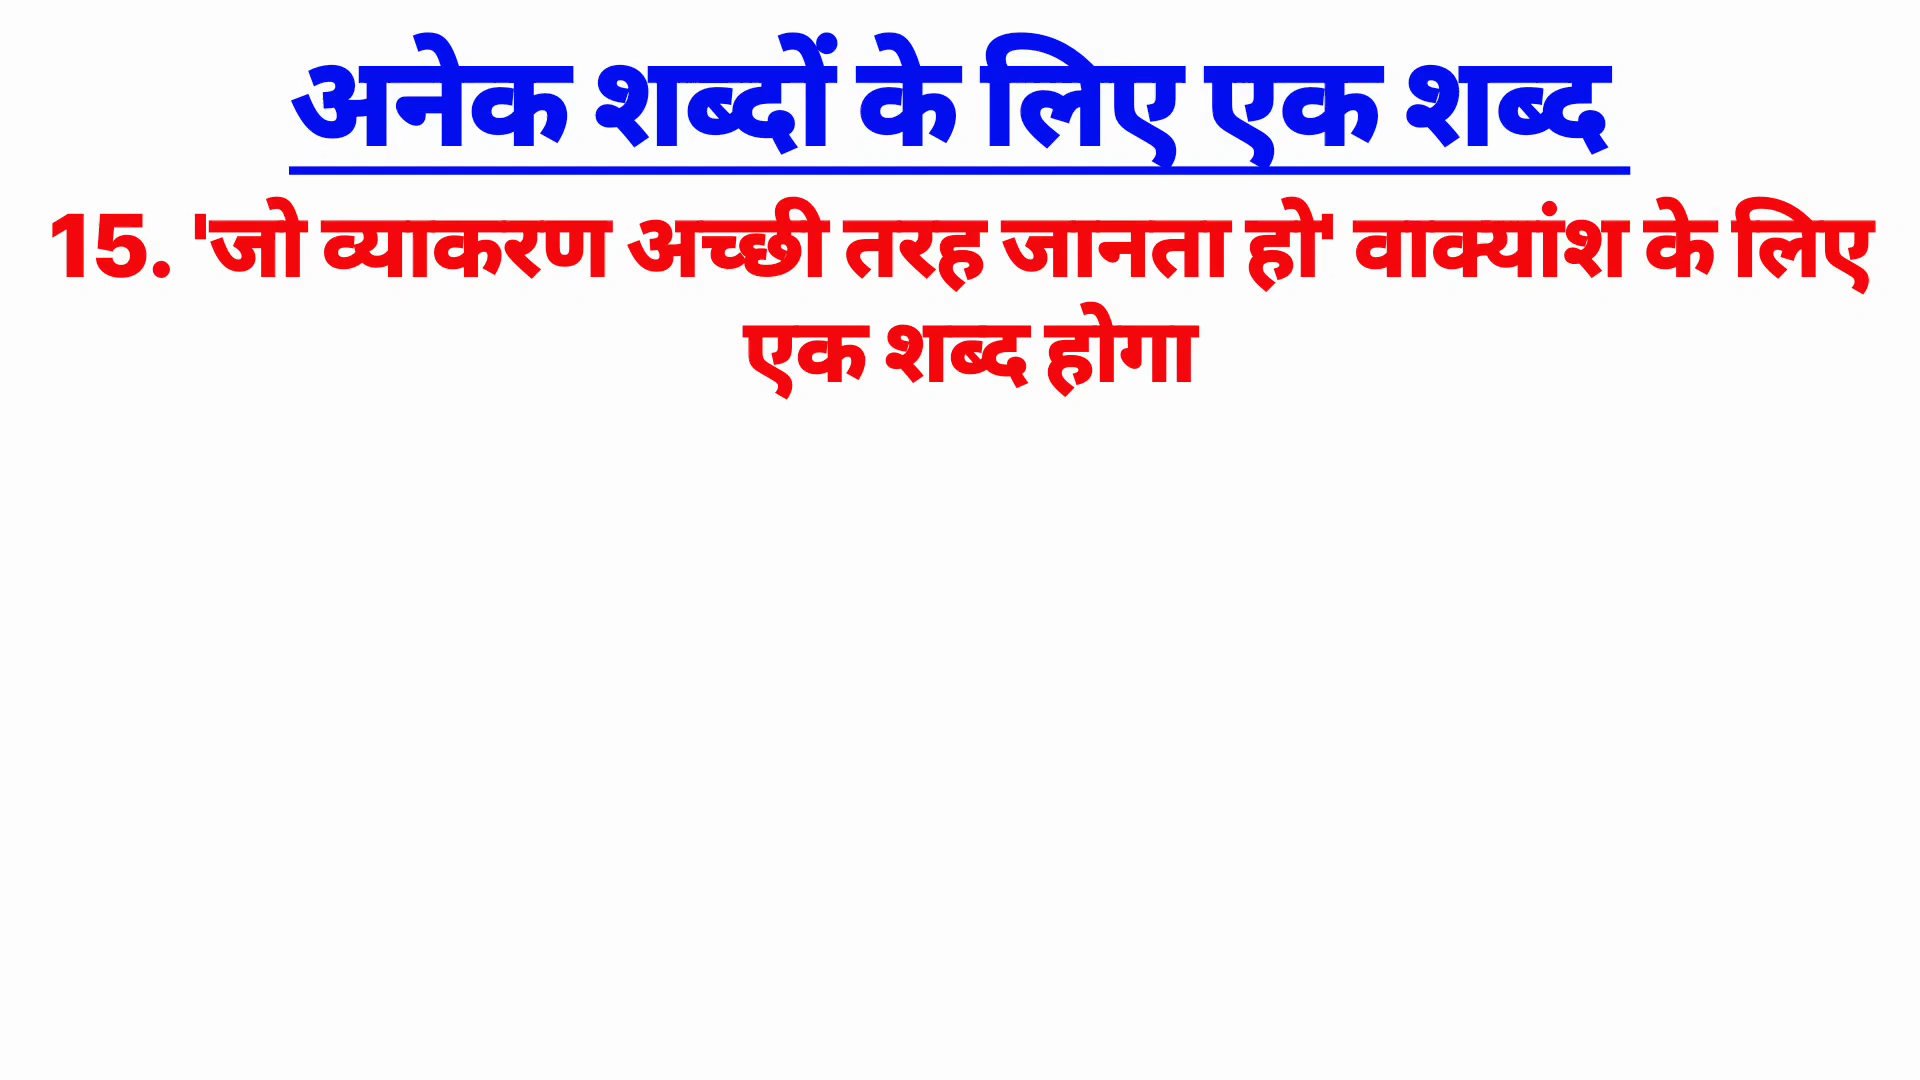 अनेक शब्दों के लिए एक शब्द
15. 'जो व्याकरण अच्छी तरह जानता हो' वाक्यांश के लिए
एक शब्द होगा